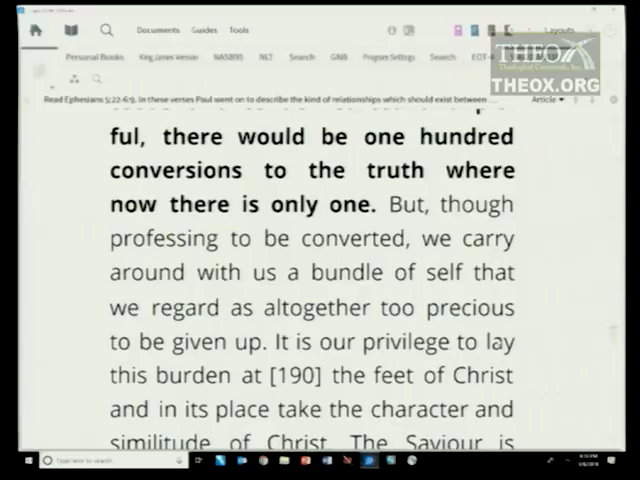 THEOX
THEOX.ORG
Documents Guides Tools
Layouts
Personal Books King James Version NASB95 NLT Search GNB Program Settings Search
Read Ephesians 5:22-6:9. In these verses Paul went on to describe the kind of relationships which should exist between ... Article
ful, there would be one hundred
conversions to the truth where
now there is only one. But, though
professing to be converted, we carry
around with us a bundle of self that
we regard as altogether too precious
to be given up. It is our privilege to lay
this burden at [190] the feet of Christ
and in its place take the character and
similitude of Christ. The Saviour is
Type here to search